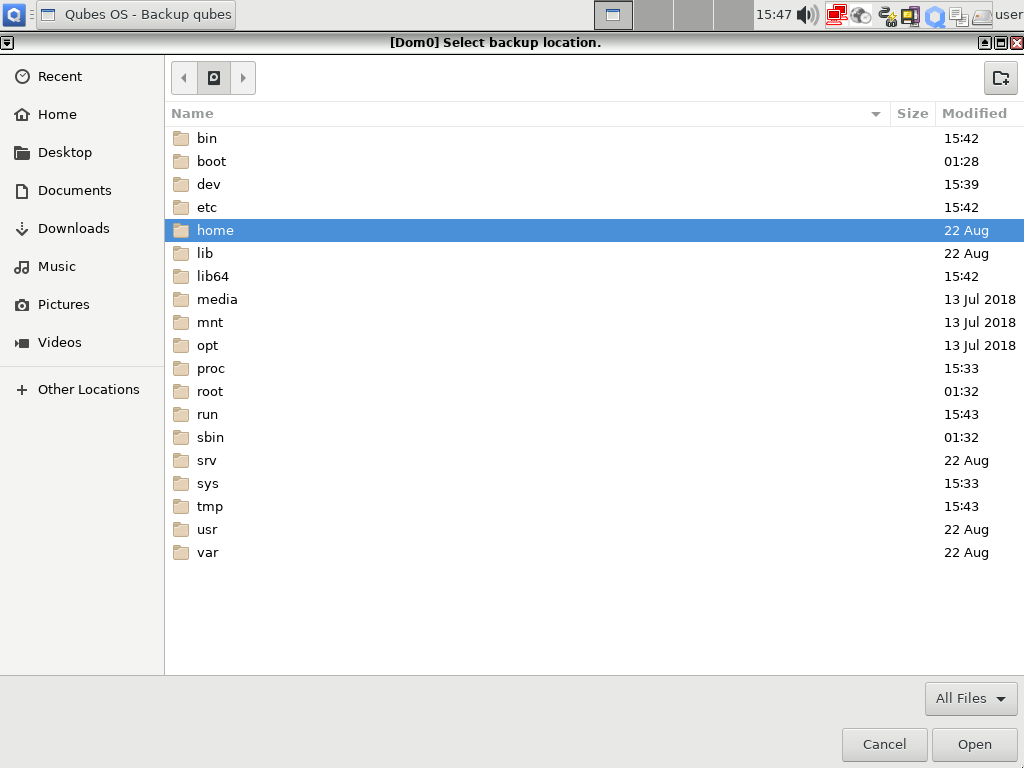 Qubes OS - Backup qubes
15:47
user
[Dom0] Select backup location.
Recent
Home
Desktop
Documents
Downloads
Music
Pictures
Videos
Other Locations
Name Size Modified
bin 15:42
boot 01:28
dev 15:39
etc 15:42
home 22 Aug
lib 22 Aug
lib64 15:42
media 13 Jul 2018
mnt 13 Jul 2018
opt 13 Jul 2018
proc 15:33
root 01:32
run 15:43
sbin 01:32
srv 22 Aug
sys 15:33
tmp 15:43
usr 22 Aug
var 22 Aug
All Files
Cancel Open